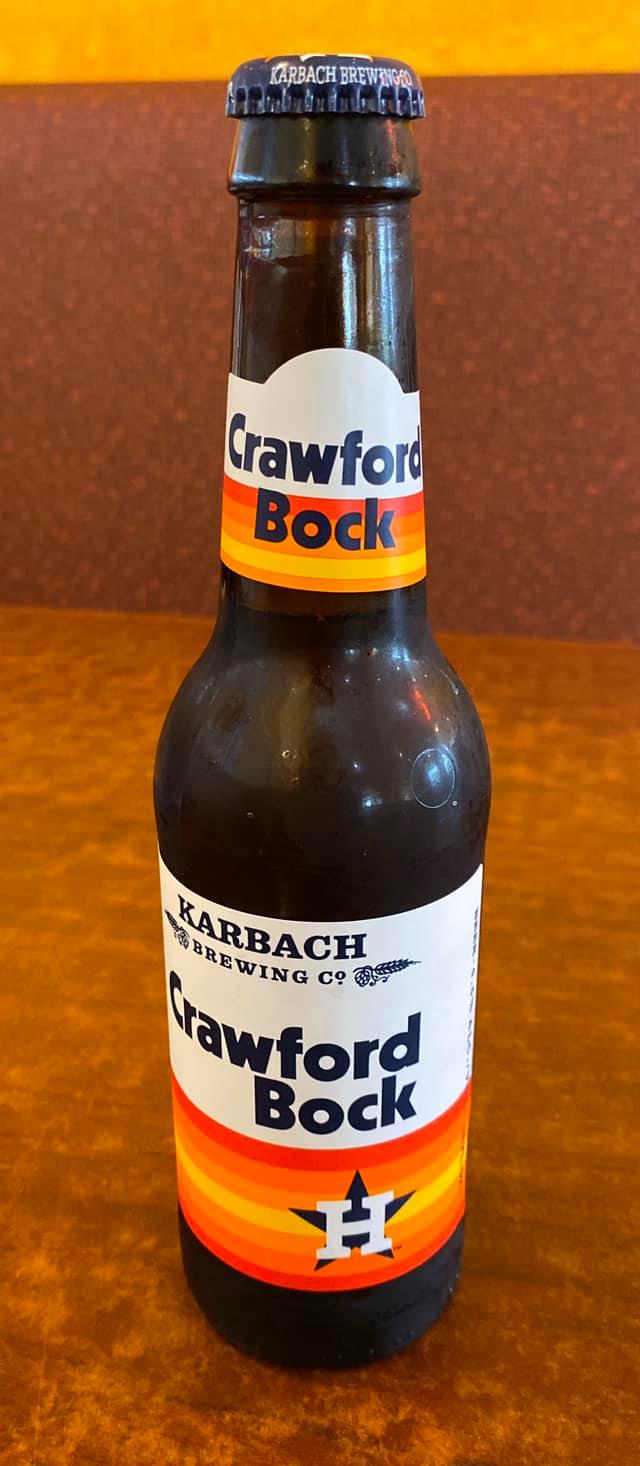 KARBACH BREWING CO
Crawford
Bock
KARBACH
BREWING Cº
Crawford
Bock
H